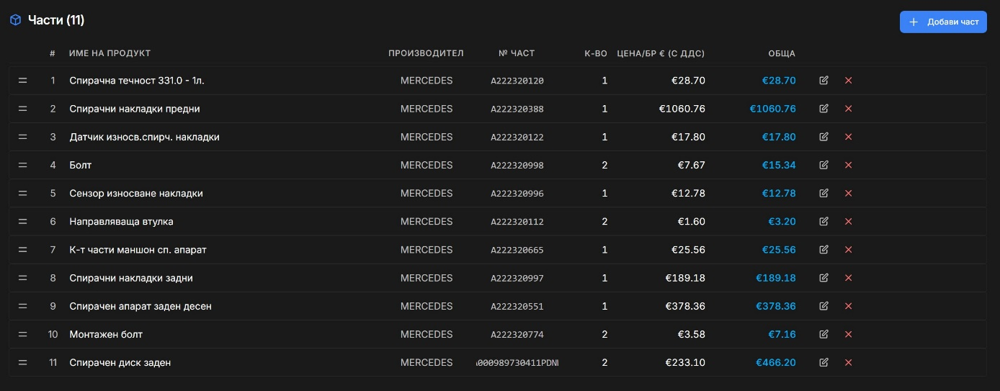 Части (11)
+ Добави част
# ИМЕ НА ПРОДУКТ ПРОИЗВОДИТЕЛ № ЧАСТ К-ВО ЦЕНА/БР € (С ДДС) ОБЩА
1 Спирачна течност 331.0 - 1л. MERCEDES A222320120 1 €28.70 €28.70
2 Спирачни накладки предни MERCEDES A222320388 1 €1060.76 €1060.76
3 Датчик износв.спирч. накладки MERCEDES A222320122 1 €17.80 €17.80
4 Болт MERCEDES A222320998 2 €7.67 €15.34
5 Сензор износване накладки MERCEDES A222320996 1 €12.78 €12.78
6 Направляваща втулка MERCEDES A222320112 2 €1.60 €3.20
7 К-т части маншон сп. апарат MERCEDES A222320665 1 €25.56 €25.56
8 Спирачни накладки задни MERCEDES A222320997 1 €189.18 €189.18
9 Спирачен апарат заден десен MERCEDES A222320551 1 €378.36 €378.36
10 Монтажен болт MERCEDES A222320774 2 €3.58 €7.16
11 Спирачен диск заден MERCEDES 2 €233.10 €466.20